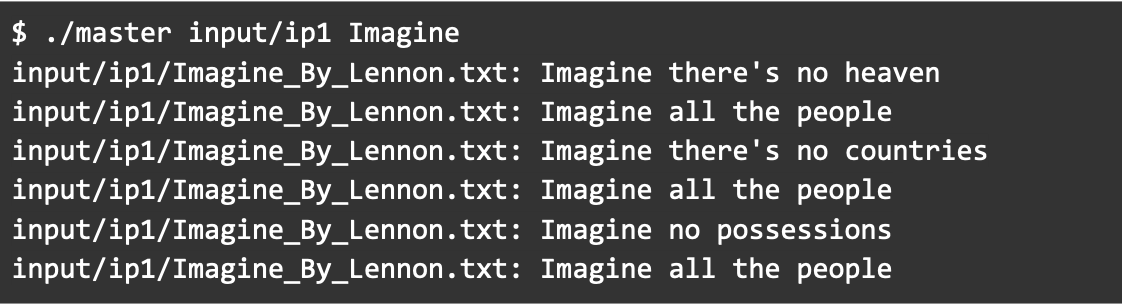 $ ./master input/ip1 Imagine
input/ip1/Imagine_By_Lennon.txt: Imagine there's no heaven
input/ip1/Imagine_By_Lennon.txt: Imagine all the people
input/ip1/Imagine_By_Lennon.txt: Imagine there's no countries
input/ip1/Imagine_By_Lennon.txt: Imagine all the people
input/ip1/Imagine_By_Lennon.txt: Imagine no possessions
input/ip1/Imagine_By_Lennon.txt: Imagine all the people